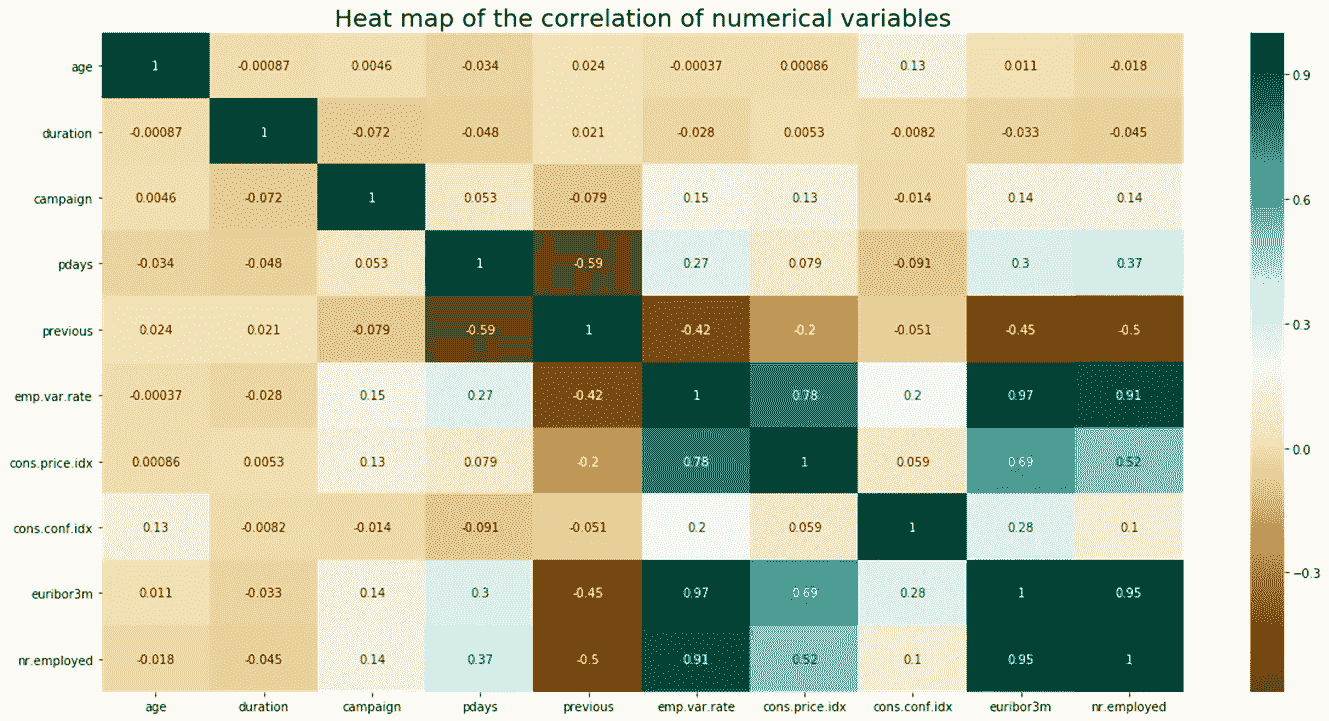 Heat map of the correlation of numerical variables
age 1 -0.00087 0.0046 -0.034 0.024 -0.00037 0.00086 0.13 0.011 -0.018
duration -0.00087 1 -0.072 -0.048 0.021 -0.028 0.0053 -0.0082 -0.033 -0.045
campaign 0.0046 -0.072 1 0.053 -0.079 0.15 0.13 -0.014 0.14 0.14
pdays -0.034 -0.048 0.053 1 -0.59 0.27 0.079 -0.091 0.3 0.37
previous 0.024 0.021 -0.079 -0.59 1 -0.42 -0.2 -0.051 -0.45 -0.5
emp.var.rate -0.00037 -0.028 0.15 0.27 -0.42 1 0.78 0.2 0.97 0.91
cons.price.idx 0.00086 0.0053 0.13 0.079 -0.2 0.78 1 0.059 0.69 0.52
cons.conf.idx 0.13 -0.0082 -0.014 -0.091 -0.051 0.2 0.059 1 0.28 0.1
euribor3m 0.011 -0.033 0.14 0.3 -0.45 0.97 0.69 0.28 1 0.95
nr.employed -0.018 -0.045 0.14 0.37 -0.5 0.91 0.52 0.1 0.95 1
age duration campaign pdays previous emp.var.rate cons.price.idx cons.conf.idx euribor3m nr.employed
0.9
0.6
0.3
0.0
−0.3